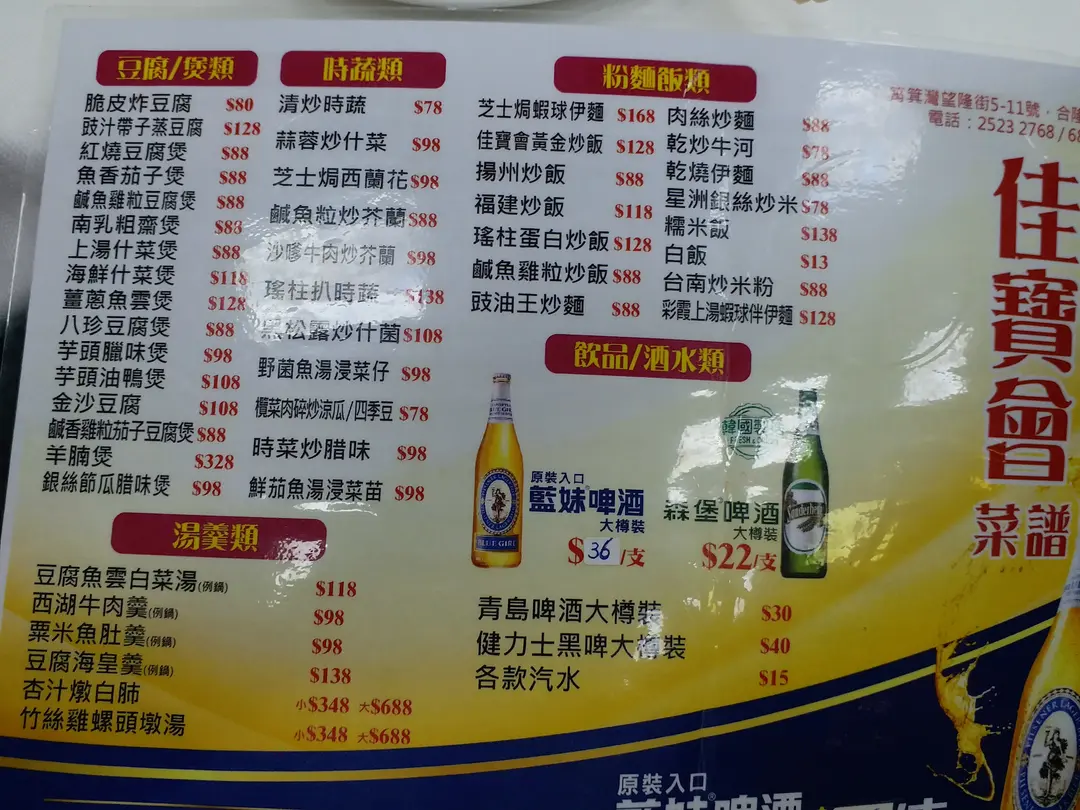 豆腐/煲類
脆皮炸豆腐 $80
豉汁帶子蒸豆腐 $128
紅燒豆腐煲 $88
魚香茄子煲 $88
鹹魚雞粒豆腐煲 $88
南乳粗齋煲 $88
上湯什菜煲 $88
海鮮什菜煲 $118
薑蔥魚雲煲 $128
八珍豆腐煲 $88
芋頭臘味煲 $98
芋頭油鴨煲 $108
金沙豆腐 $108
鹹香雞粒茄子豆腐煲 $88
羊腩煲 $328
銀絲節瓜腊味煲 $98
時蔬類
清炒時蔬 $78
蒜蓉炒什菜 $98
芝士焗西蘭花 $98
鹹魚粒炒芥蘭 $88
沙嗲牛肉炒芥蘭 $98
瑤柱扒時蔬 $138
黑松露炒什菌 $108
野菌魚湯浸菜仔 $98
欖菜肉碎炒涼瓜/四季豆 $78
時菜炒腊味 $98
鮮茄魚湯浸菜苗 $98
粉麵飯類
芝士焗蝦球伊麵 $168
佳寶會黃金炒飯 $128
揚州炒飯 $88
福建炒飯 $118
瑤柱蛋白炒飯 $128
鹹魚雞粒炒飯 $88
豉油王炒麵 $88
肉絲炒麵 $88
乾炒牛河 $78
乾燒伊麵 $88
星洲銀絲炒米 $78
糯米飯 $138
白飯 $13
台南炒米粉 $88
彩霞上湯蝦球伴伊麵 $128
湯羹類
豆腐魚雲白菜湯(例鍋) $118
西湖牛肉羹(例鍋) $98
粟米魚肚羹(例鍋) $98
豆腐海皇羹(例鍋) $138
杏汁燉白肺 小$348 大$688
竹絲雞螺頭墩湯 小$348 大$688
飲品/酒水類
BLUE GIRL
原裝入口
藍妹啤酒
大樽裝
$36/支
韓國製
FRESH
森堡啤酒
大樽裝
$22/支
青島啤酒大樽裝 $30
健力士黑啤大樽裝 $40
各款汽水 $15
筲箕灣望隆街5-11號，合隆
電話：2523 2768 / 68
佳寶會
菜譜
原裝入口
藍妹啤酒